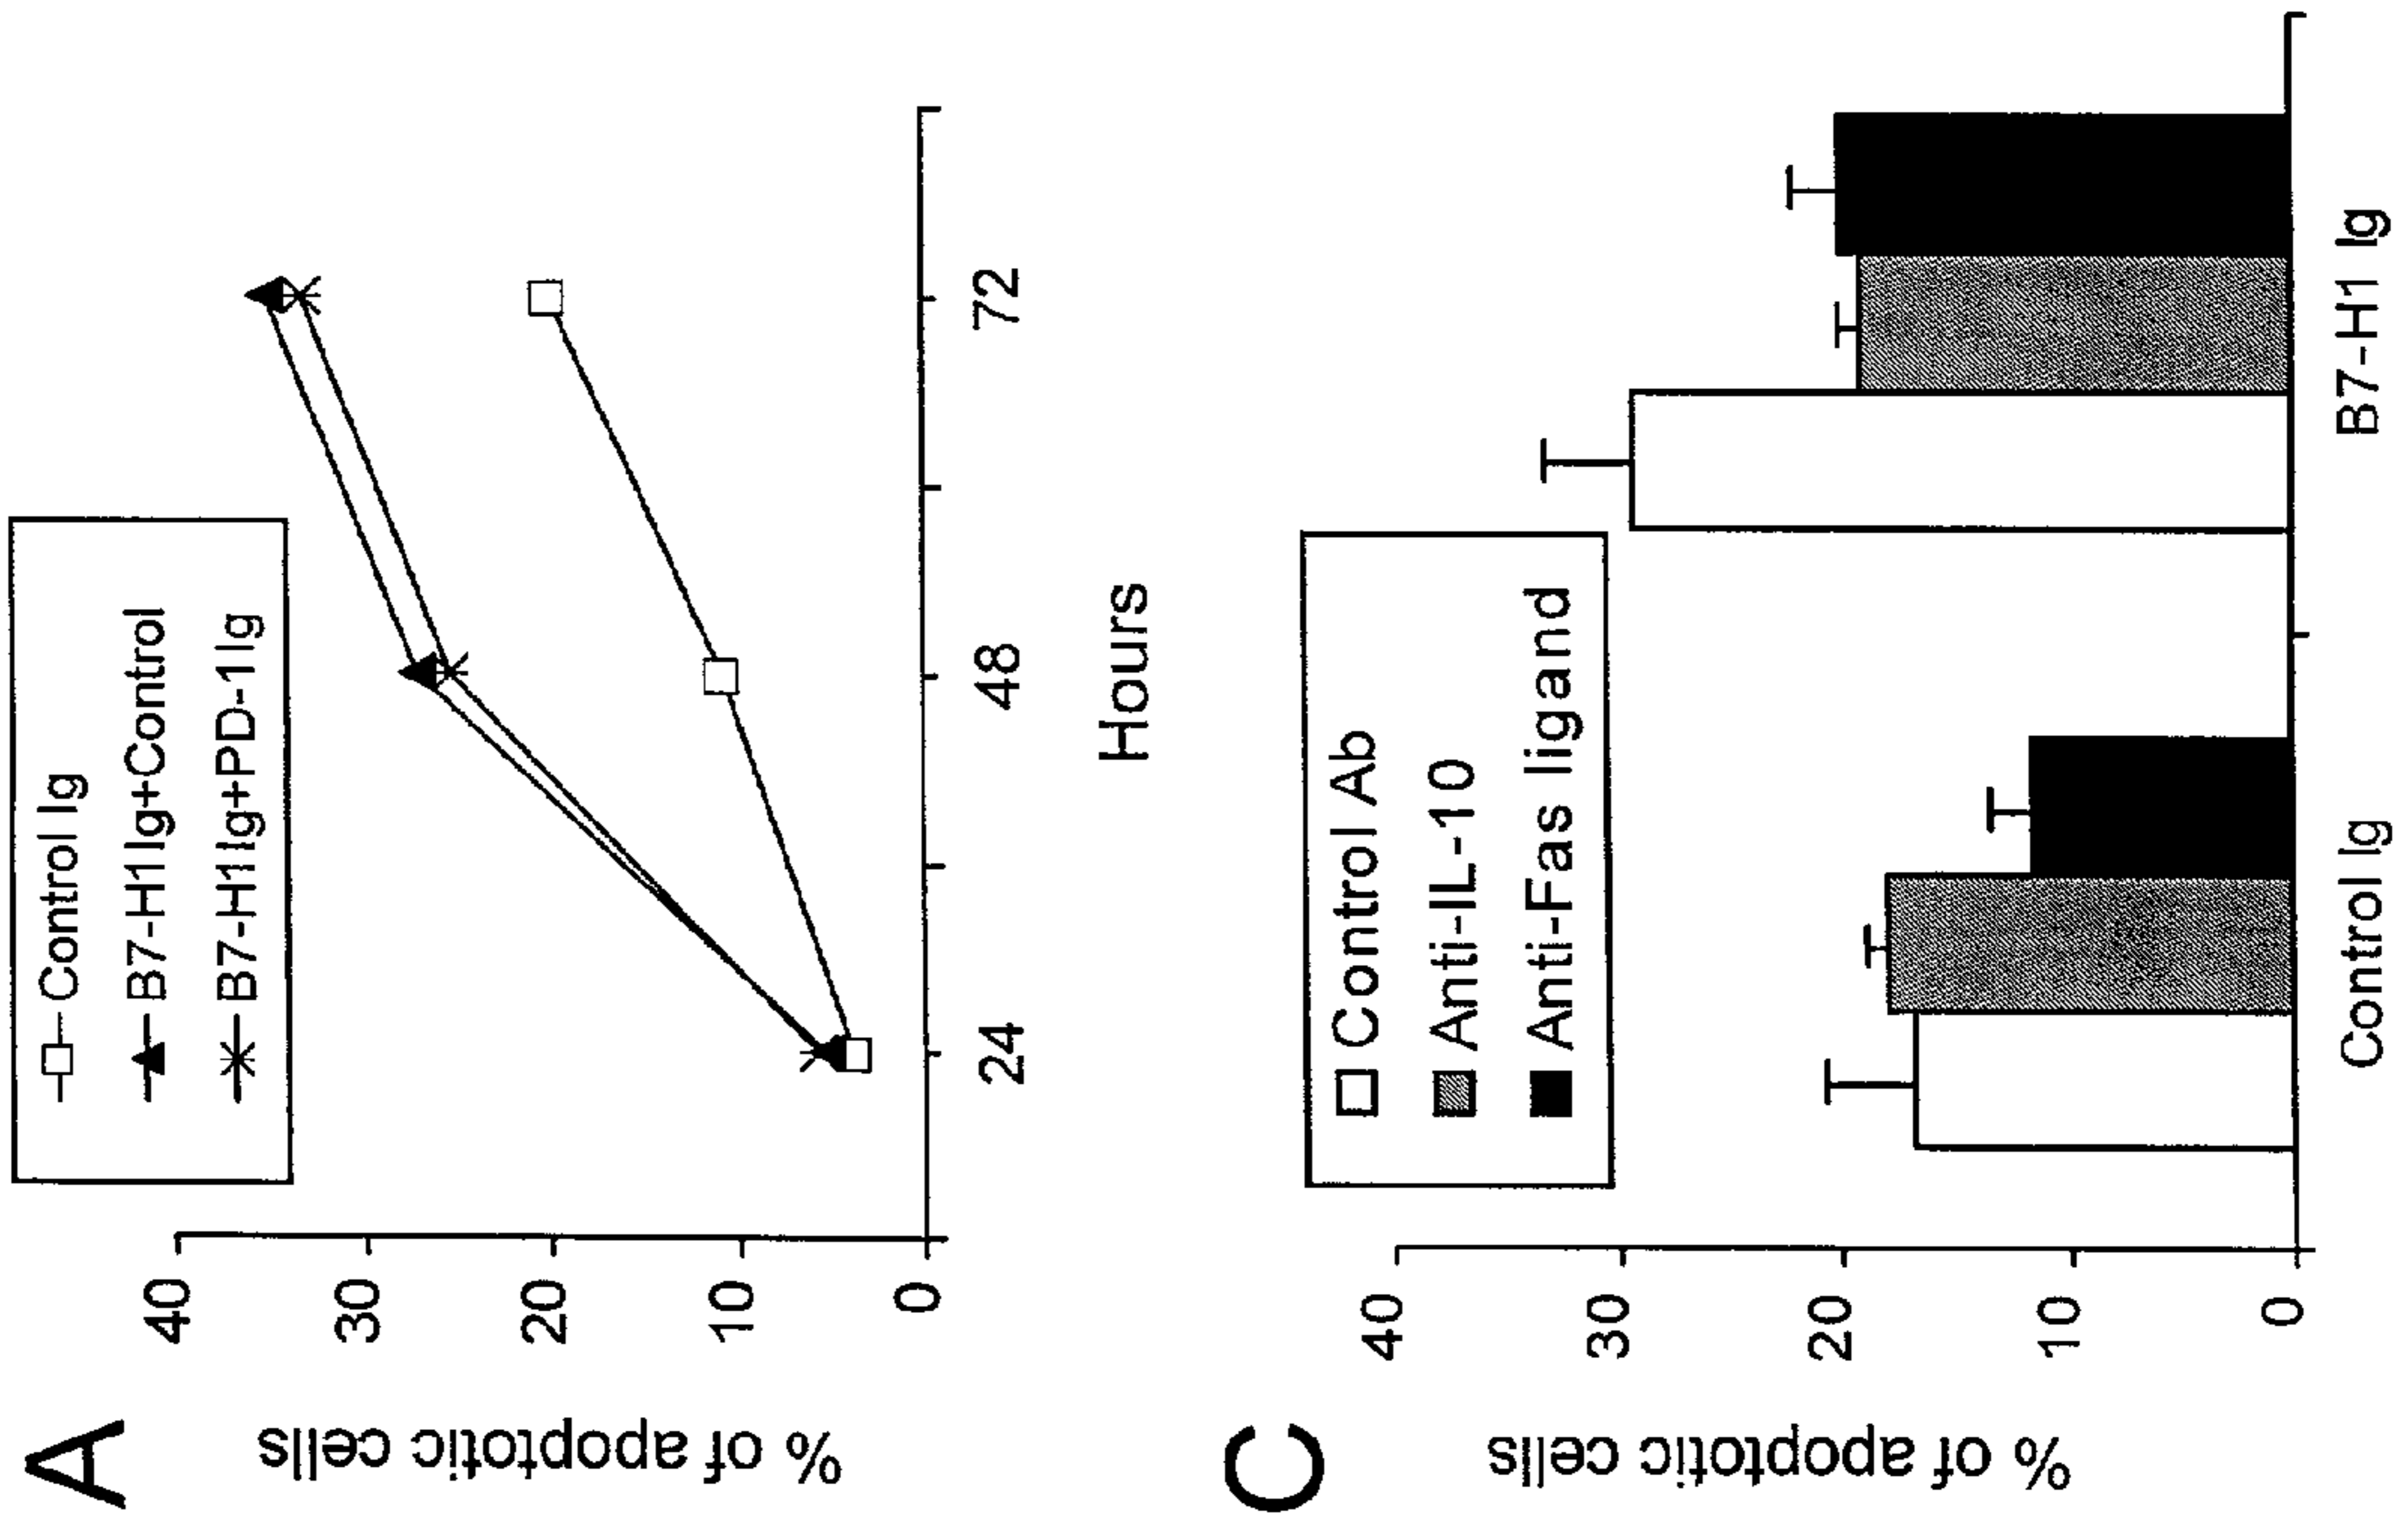 A
Control Ig
B7-H1Ig+Control
B7-H1Ig+PD-1Ig
% of apoptotic cells
40
30
20
10
0
24
48
72
Hours
C
Control Ab
Anti-IL-10
Anti-Fas ligand
% of apoptotic cells
40
30
20
10
0
Control Ig
B7-H1 Ig